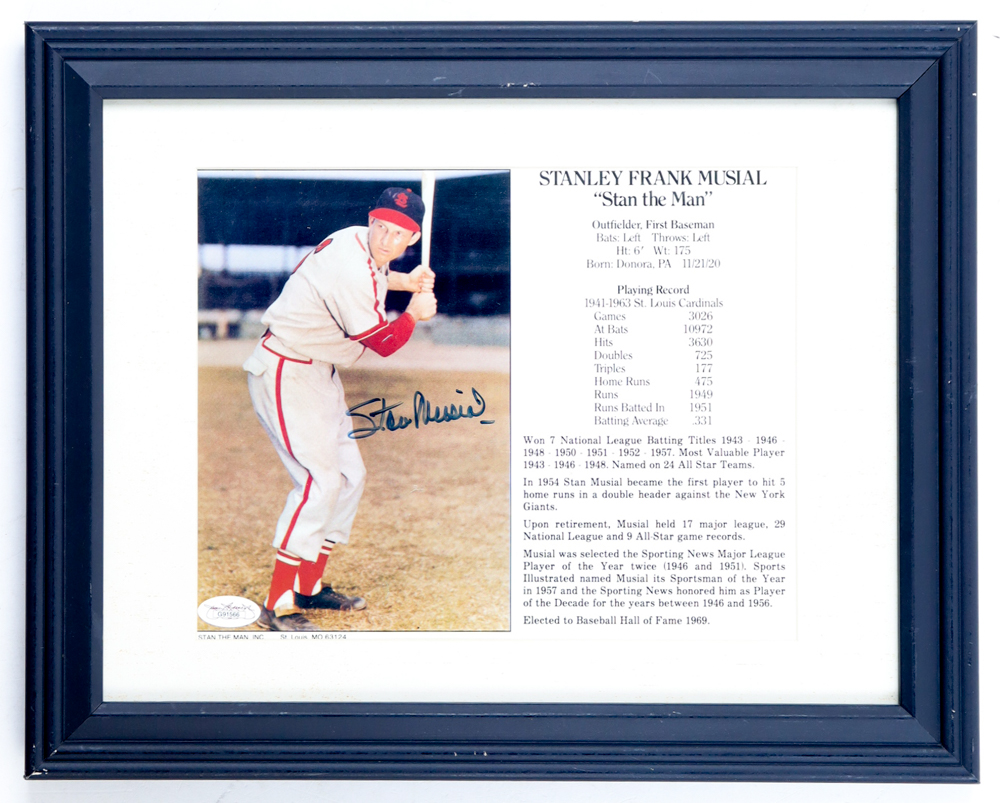 STANLEY FRANK MUSIAL
"Stan the Man"
Outfielder, First Baseman
Bats: Left Throws: Left
Ht: 6' Wt: 175
Born: Donora, PA 11/21/20
Playing Record
1941-1963 St. Louis Cardinals
Games 3026
At Bats 10972
Hits 3630
Doubles 725
Triples 177
Home Runs 475
Runs 1949
Runs Batted In 1951
Batting Average .331
Won 7 National League Batting Titles 1943 · 1946 ·
1948 · 1950 · 1951 · 1952 · 1957. Most Valuable Player
1943 · 1946 · 1948. Named on 24 All Star Teams.
In 1954 Stan Musial became the first player to hit 5
home runs in a double header against the New York
Giants.
Upon retirement, Musial held 17 major league, 29
National League and 9 All-Star game records.
Musial was selected the Sporting News Major League
Player of the Year twice (1946 and 1951). Sports
Illustrated named Musial its Sportsman of the Year
in 1957 and the Sporting News honored him as Player
of the Decade for the years between 1946 and 1956.
Elected to Baseball Hall of Fame 1969.
Stan Musial
G91566
STAN THE MAN, INC. St. Louis, MO 63124